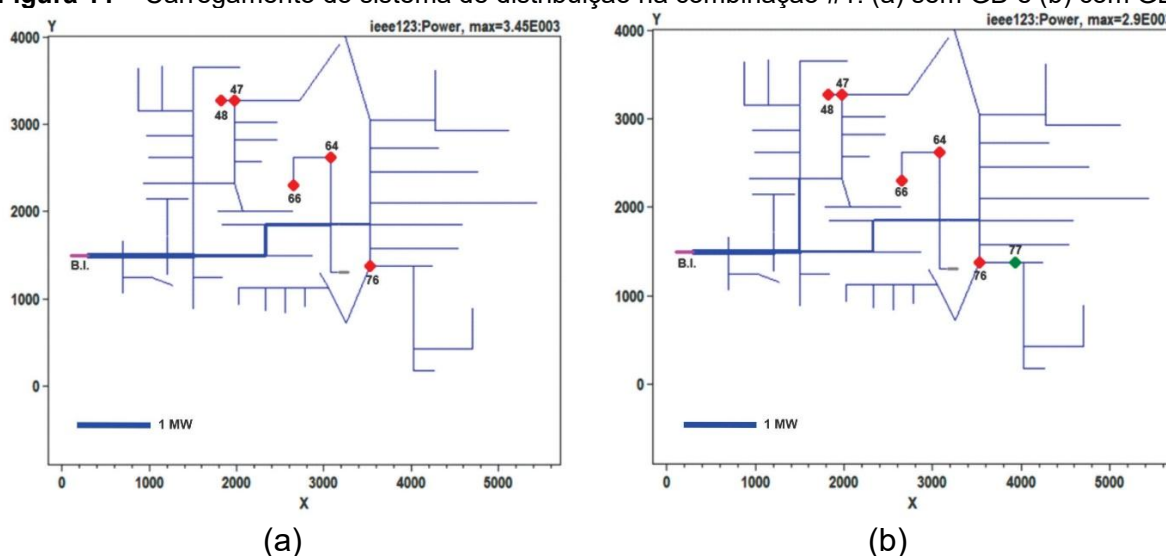 Carregamento do sistema de distribuição na combinação (a) sem GD e (b) com GD
Y
ieee123:Power, max=3.45E003
4000
3000
2000
1000
0
47
48
64
66
76
B.I.
1 MW
0 1000 2000 3000 4000 5000
X
(a)
Y
ieee123:Power, max=2.9E003
4000
3000
2000
1000
0
47
48
64
66
77
76
B.I.
1 MW
0 1000 2000 3000 4000 5000
X
(b)